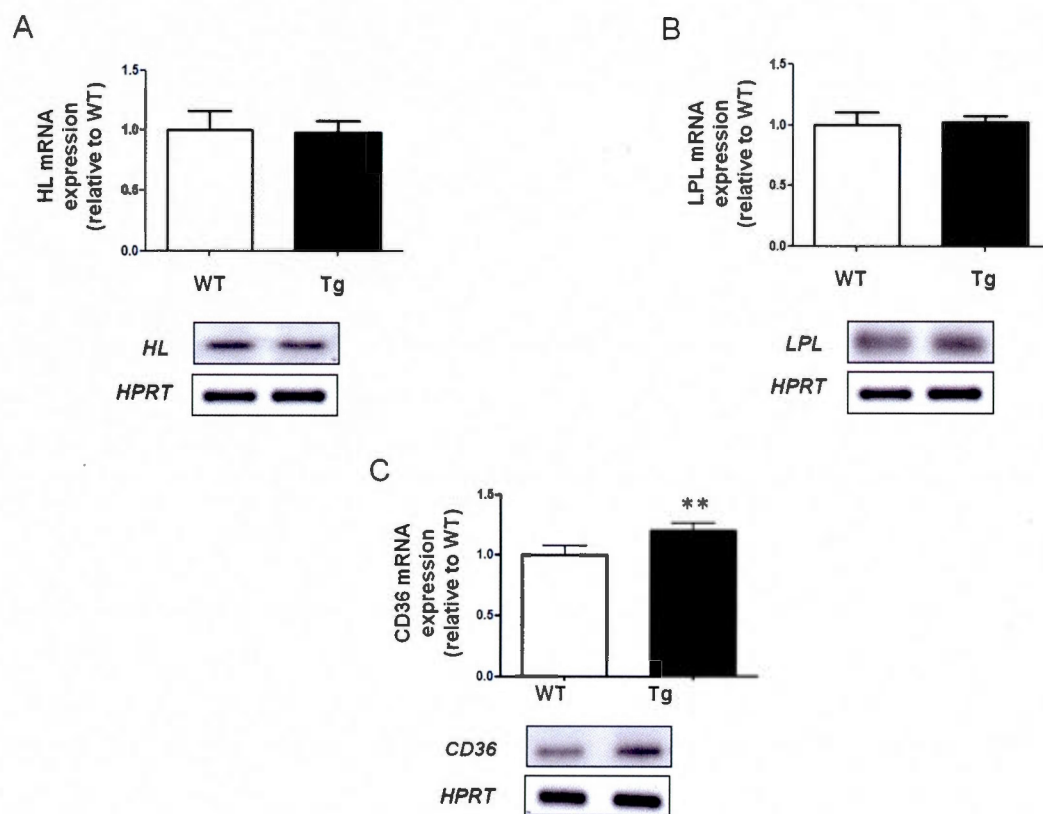 A
HL mRNA
expression
(relative to WT)
1.5
1.0
0.5
0.0
WT Tg
HL
HPRT
B
LPL mRNA
expression
(relative to WT)
1.5
1.0
0.5
0.0
WT Tg
LPL
HPRT
C
CD36 mRNA
expression
(relative to WT)
1.5
1.0
0.5
0.0
**
WT Tg
CD36
HPRT